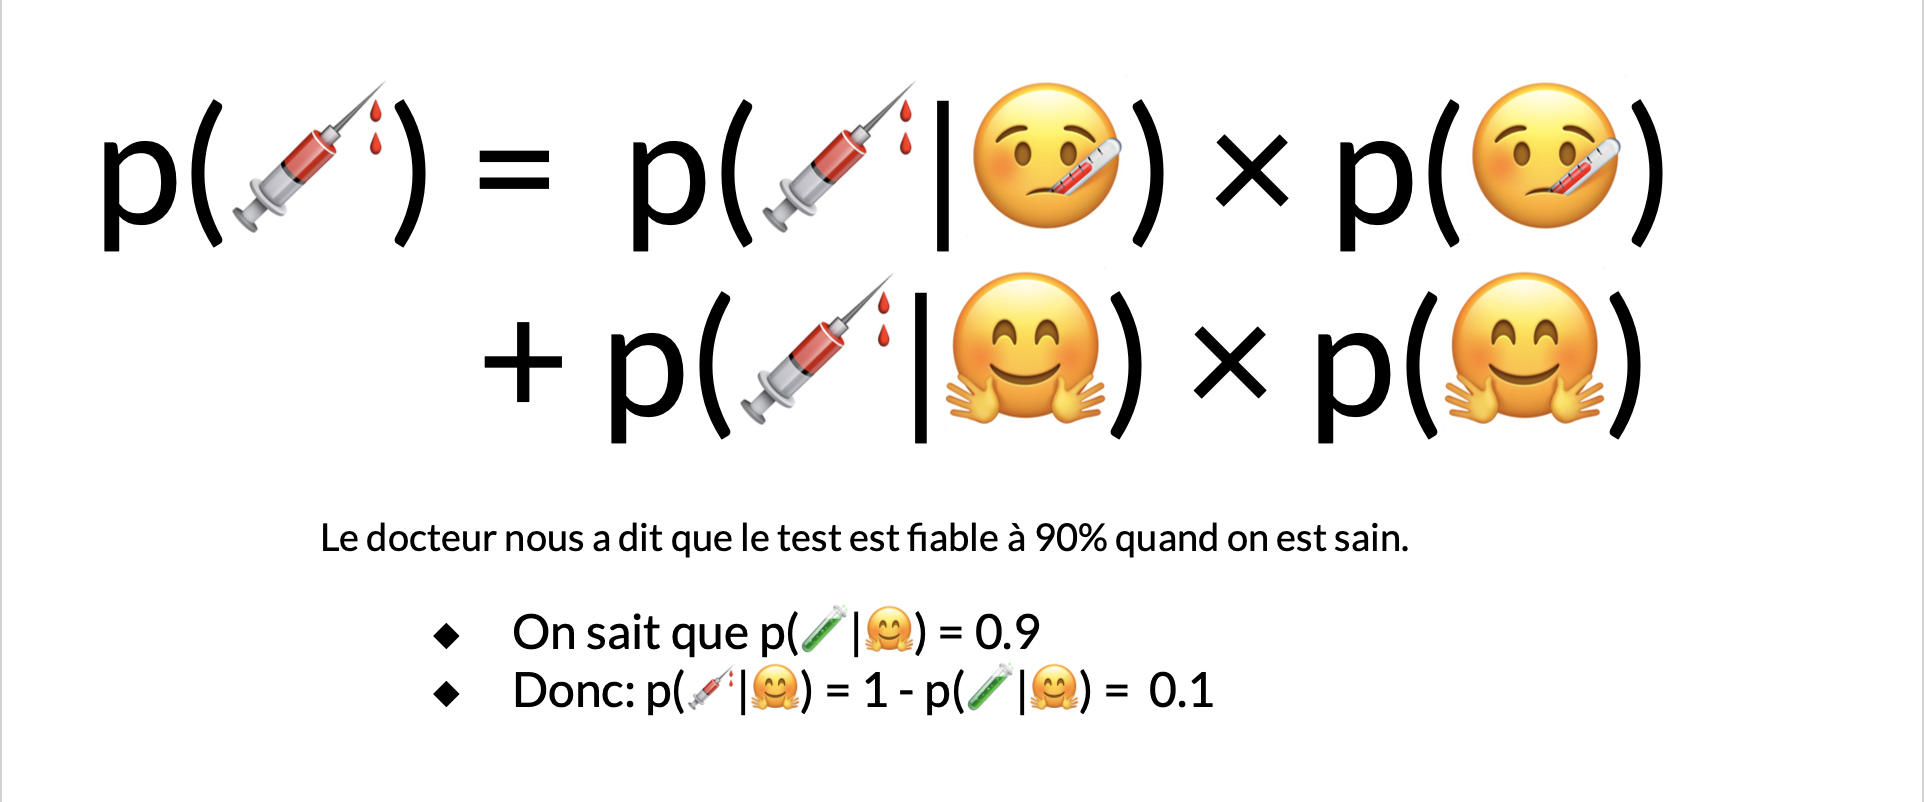 p(💉) = p(💉|🤒) × p(🤒)
+ p(💉|🤗) × p(🤗)
Le docteur nous a dit que le test est fiable à 90% quand on est sain.
◆ On sait que p(🧪|🤗) = 0.9
◆ Donc: p(💉|🤗) = 1 - p(🧪|🤗) = 0.1